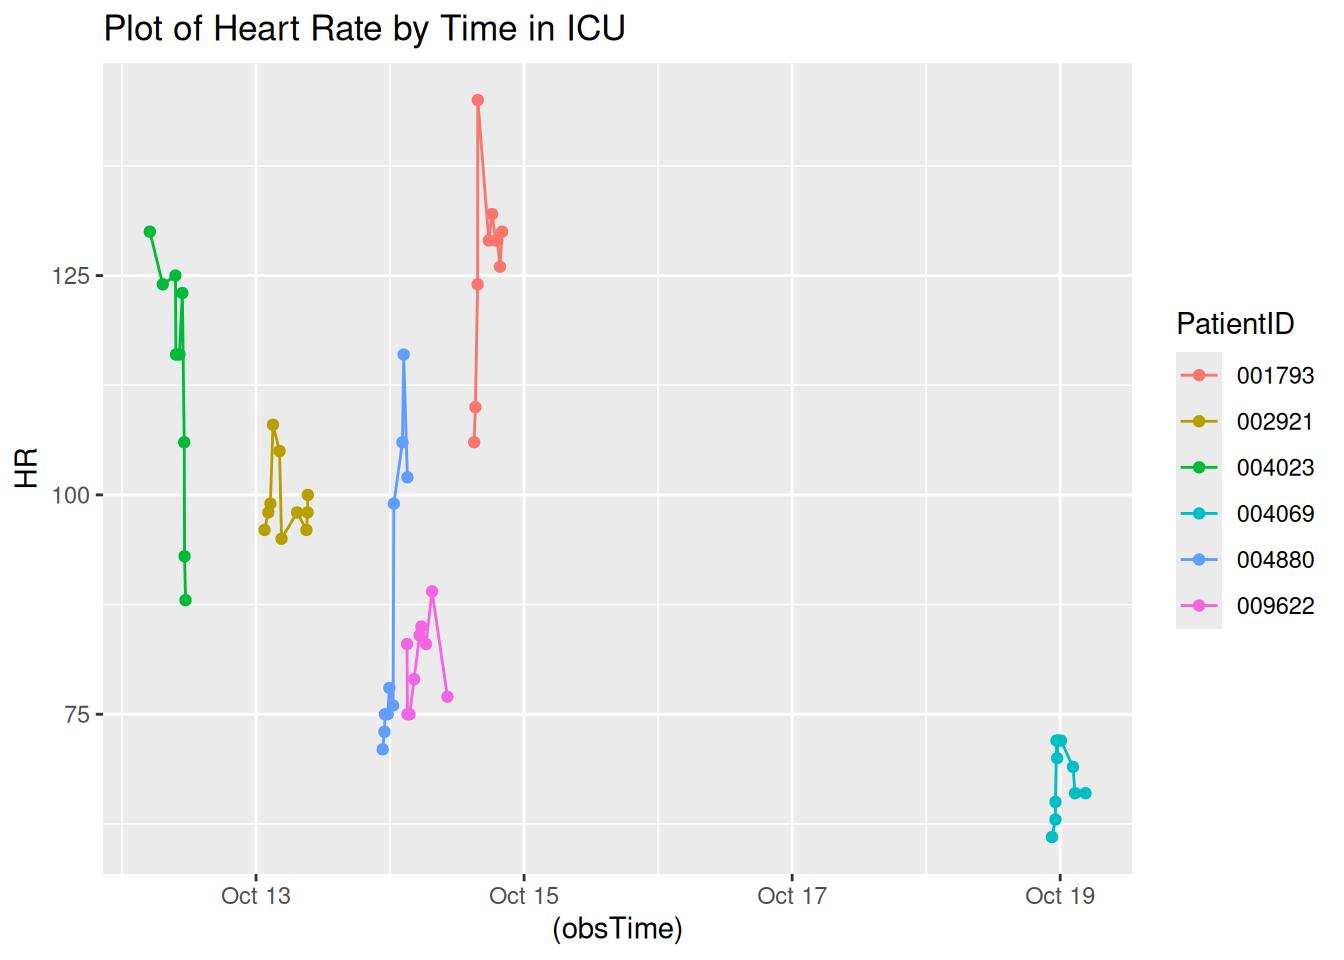 Plot of Heart Rate by Time in ICU
HR
125
100
75
Oct 13
Oct 15
Oct 17
Oct 19
(obsTime)
PatientID
001793
002921
004023
004069
004880
009622